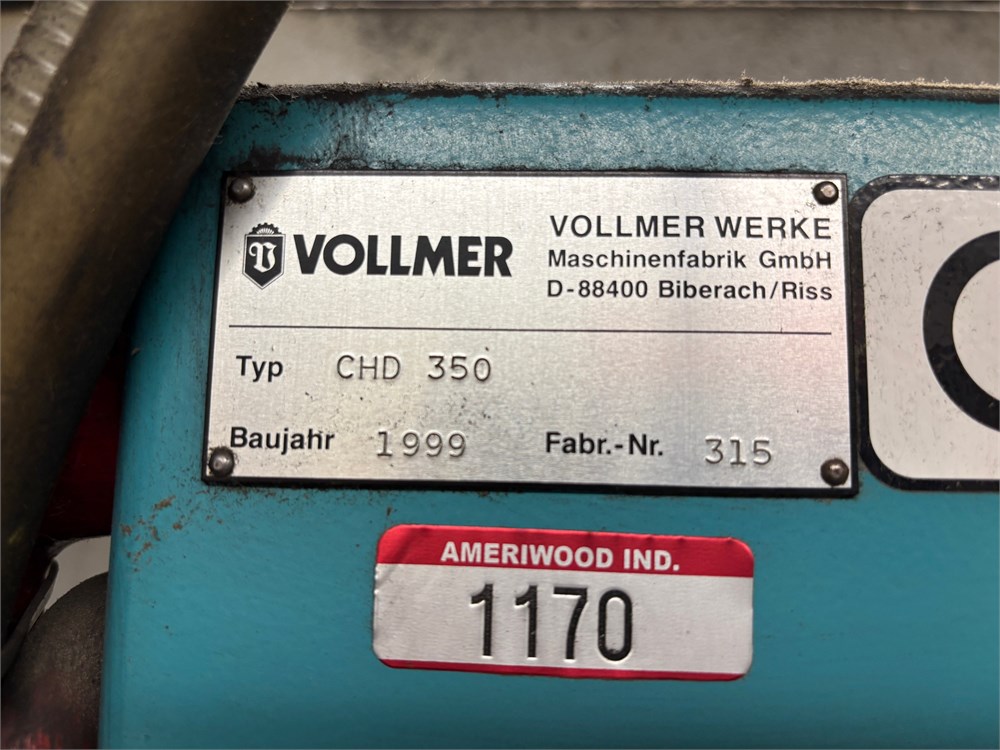 VOLLMER
VOLLMER WERKE
Maschinenfabrik GmbH
D-88400 Biberach/Riss
Typ CHD 350
Baujahr 1999 Fabr.-Nr. 315
AMERIWOOD IND.
1170